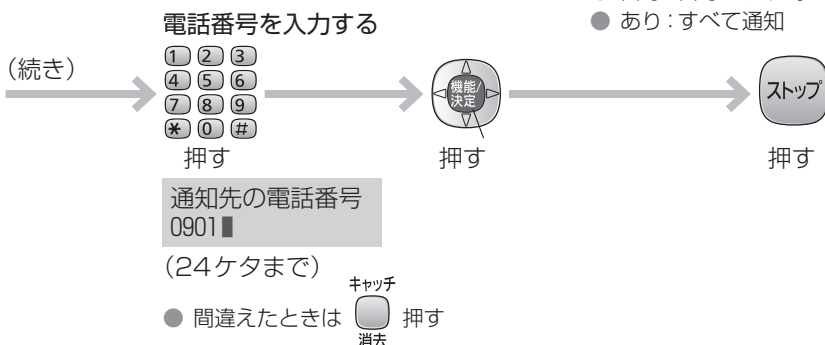 ● あり：すべて通知
電話番号を入力する
（続き）
1 2 3
4 5 6
7 8 9
* 0 #
機能/
決定
ストップ
押す
押す
押す
通知先の電話番号
0901
（24ケタまで）
キャッチ
● 間違えたときは 押す
消去